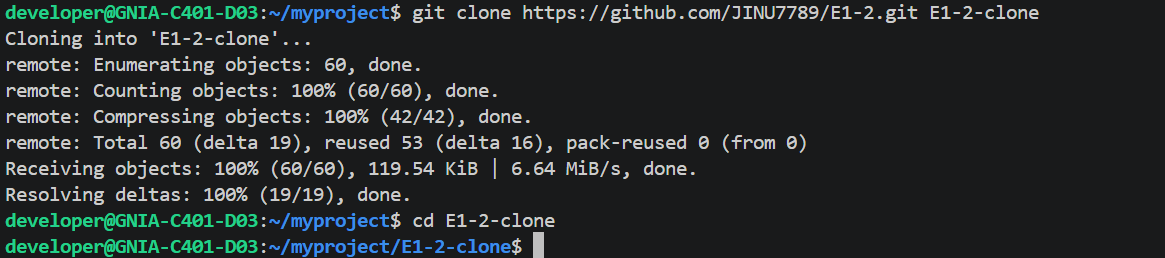 developer@GNIA-C401-D03:~/myproject$ git clone https://github.com/JINU7789/E1-2.git E1-2-clone
Cloning into 'E1-2-clone'...
remote: Enumerating objects: 60, done.
remote: Counting objects: 100% (60/60), done.
remote: Compressing objects: 100% (42/42), done.
remote: Total 60 (delta 19), reused 53 (delta 16), pack-reused 0 (from 0)
Receiving objects: 100% (60/60), 119.54 KiB | 6.64 MiB/s, done.
Resolving deltas: 100% (19/19), done.
developer@GNIA-C401-D03:~/myproject$ cd E1-2-clone
developer@GNIA-C401-D03:~/myproject/E1-2-clone$